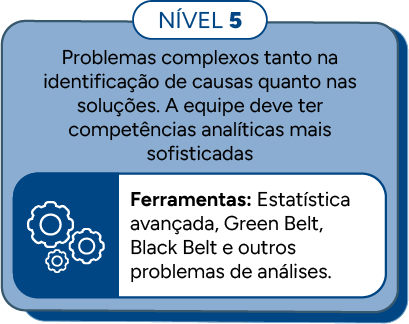 NÍVEL 5
Problemas complexos tanto na
identificação de causas quanto nas
soluções. A equipe deve ter
competências analíticas mais
sofisticadas
Ferramentas: Estatística
avançada, Green Belt,
Black Belt e outros
problemas de análises.